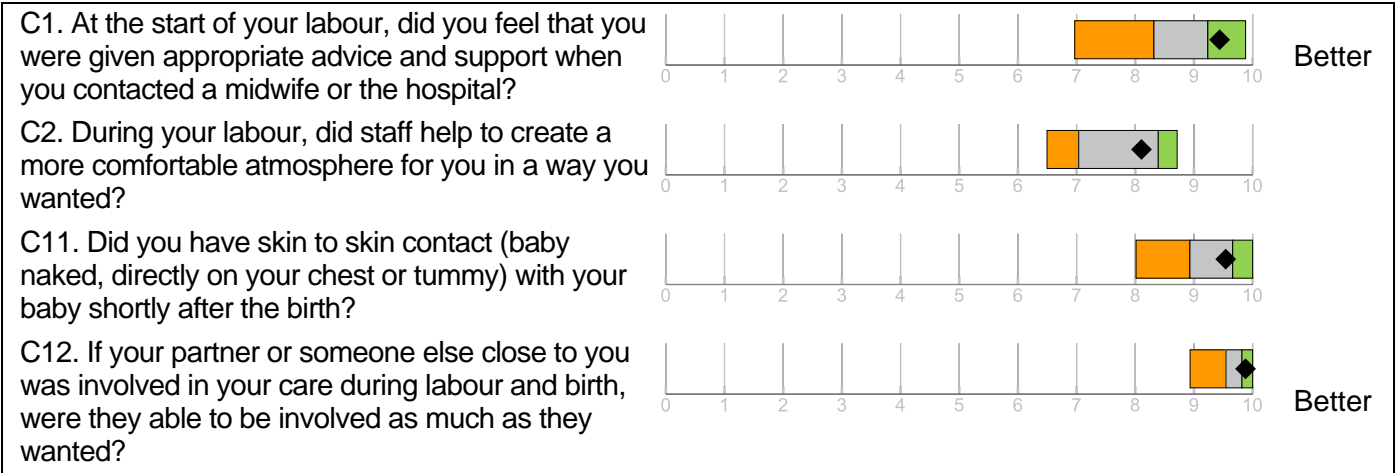 C1. At the start of your labour, did you feel that you
were given appropriate advice and support when
you contacted a midwife or the hospital?
0 1 2 3 4 5 6 7 8 9 10
Better
C2. During your labour, did staff help to create a
more comfortable atmosphere for you in a way you
wanted?
0 1 2 3 4 5 6 7 8 9 10
C11. Did you have skin to skin contact (baby
naked, directly on your chest or tummy) with your
baby shortly after the birth?
0 1 2 3 4 5 6 7 8 9 10
C12. If your partner or someone else close to you
was involved in your care during labour and birth,
were they able to be involved as much as they
wanted?
0 1 2 3 4 5 6 7 8 9 10
Better